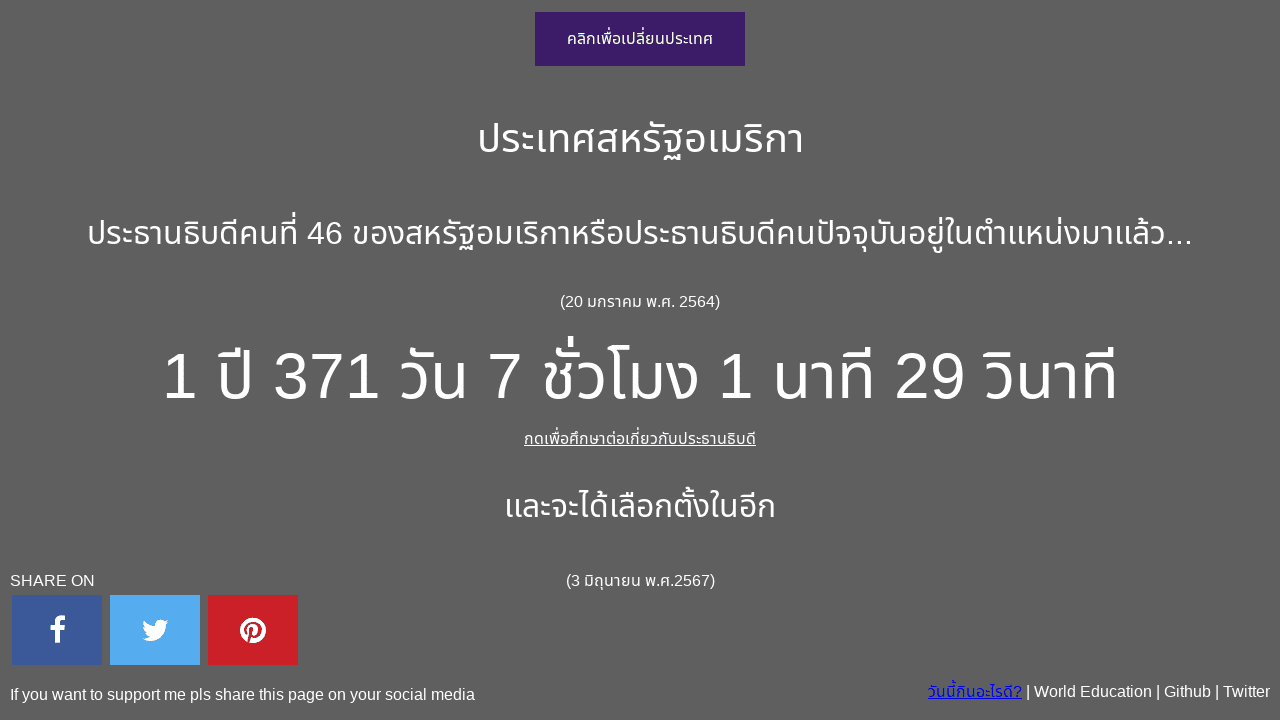 คลิกเพื่อเปลี่ยนประเทศ
ประเทศสหรัฐอเมริกา
ประธานธิบดีคนที่ 46 ของสหรัฐอมเริกาหรือประธานธิบดีคนปัจจุบันอยู่ในตำแหน่งมาแล้ว...
(20 มกราคม พ.ศ. 2564)
1 ปี 371 วัน 7 ชั่วโมง 1 นาที 29 วินาที
กดเพื่อศึกษาต่อเกี่ยวกับประธานธิบดี
และจะได้เลือกตั้งในอีก
(3 มิถุนายน พ.ศ.2567)
SHARE ON
If you want to support me pls share this page on your social media
วันนี้กินอะไรดี? | World Education | Github | Twitter